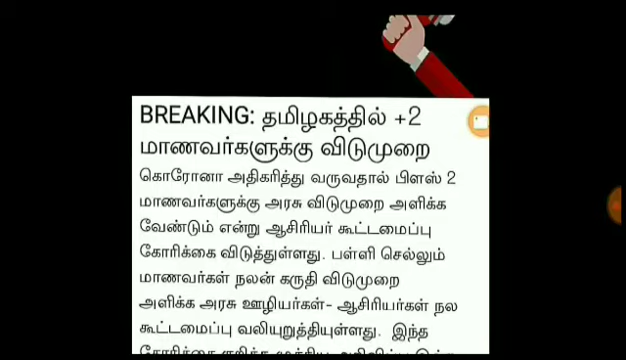 BREAKING: தமிழகத்தில் +2
மாணவர்களுக்கு விடுமுறை
கொரோனா அதிகரித்து வருவதால் பிளஸ் 2
மாணவர்களுக்கு அரசு விடுமுறை அளிக்க
வேண்டும் என்று ஆசிரியர் கூட்டமைப்பு
கோரிக்கை விடுத்துள்ளது. பள்ளி செல்லும்
மாணவர்கள் நலன் கருதி விடுமுறை
அளிக்க அரசு ஊழியர்கள்- ஆசிரியர்கள் நல
கூட்டமைப்பு வலியுறுத்தியுள்ளது. இந்த